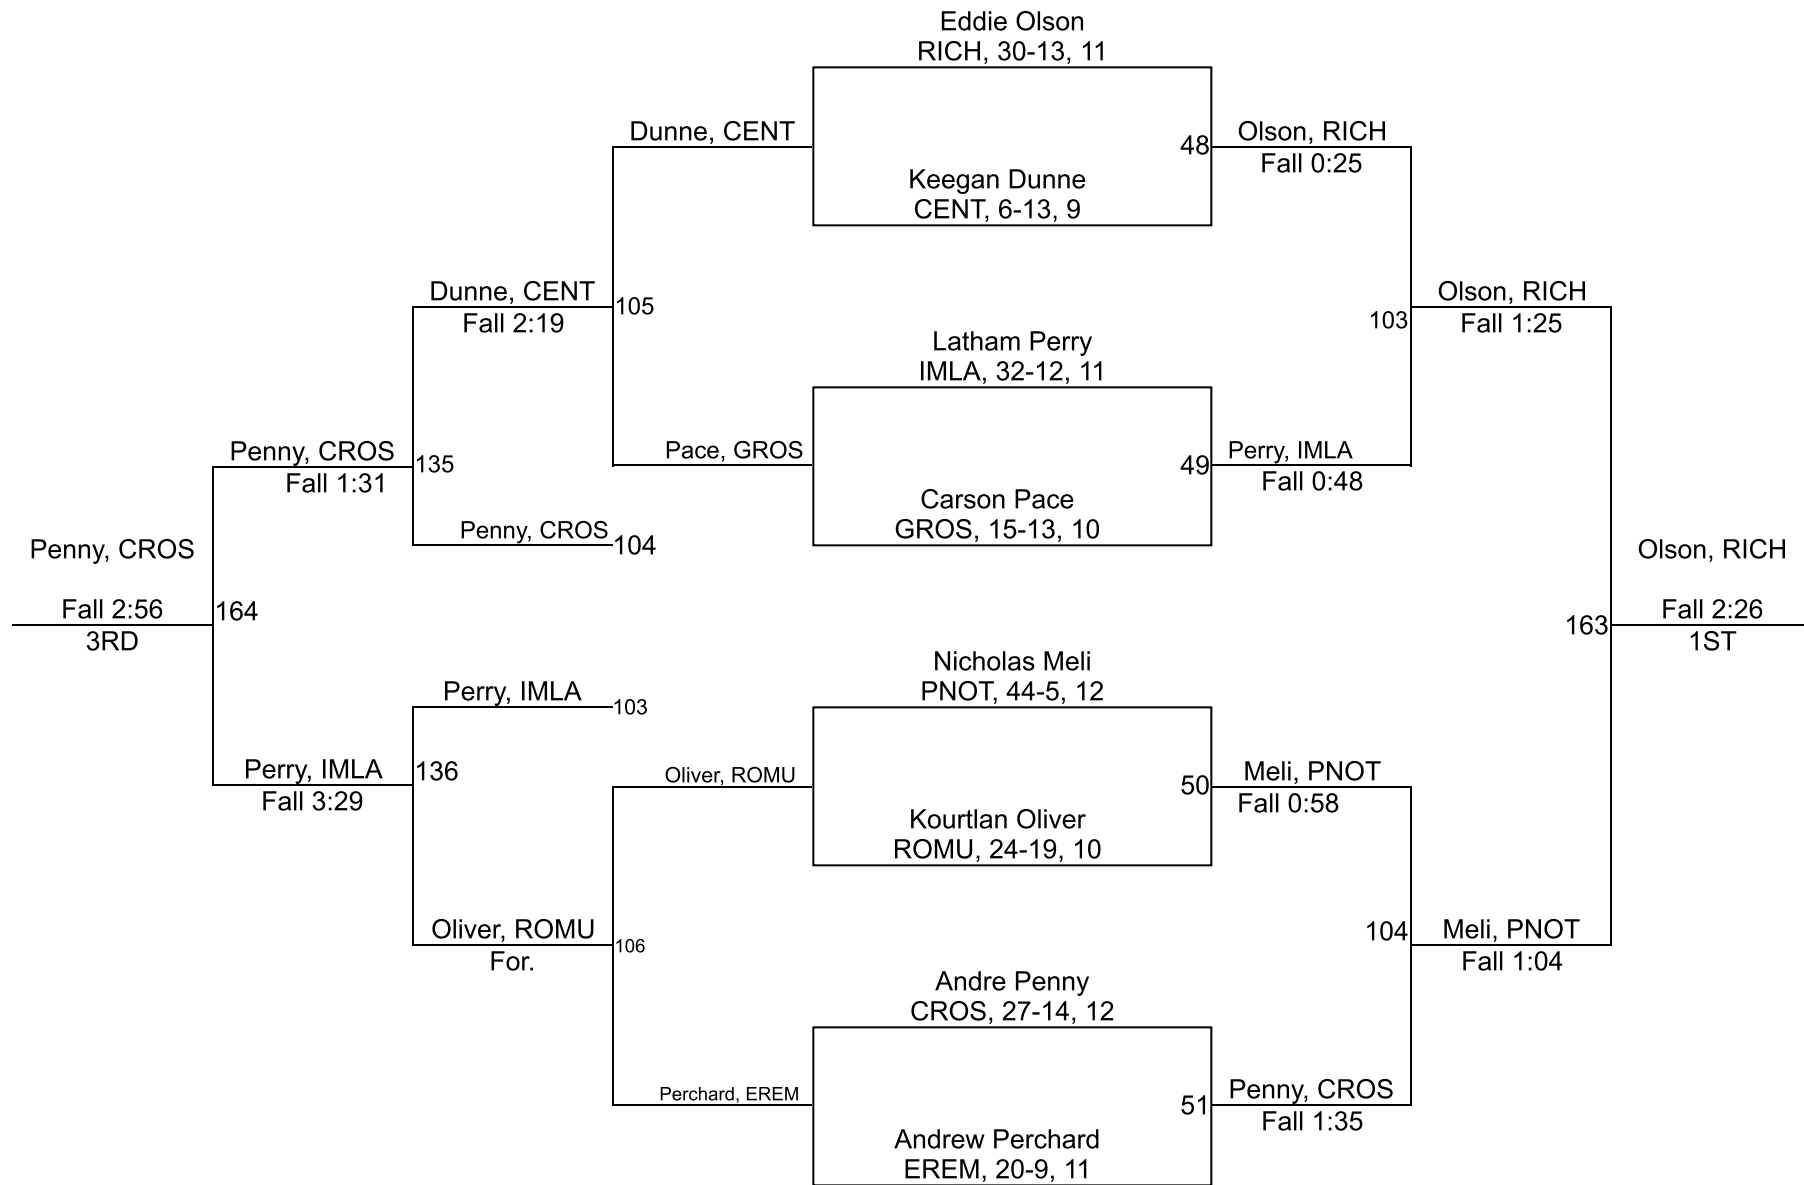 Eddie Olson
RICH, 30-13, 11
Dunne, CENT
48
Olson, RICH
Fall 0:25
Keegan Dunne
CENT, 6-13, 9
Dunne, CENT
Fall 2:19
105
Olson, RICH
Fall 1:25
103
Latham Perry
IMLA, 32-12, 11
Penny, CROS
Fall 1:31
135
Pace, GROS
49
Perry, IMLA
Fall 0:48
Carson Pace
GROS, 15-13, 10
Penny, CROS
104
Penny, CROS
Fall 2:56
3RD
164
Olson, RICH
163
Fall 2:26
1ST
Nicholas Meli
PNOT, 44-5, 12
Perry, IMLA
103
Perry, IMLA
Fall 3:29
136
Oliver, ROMU
50
Meli, PNOT
Fall 0:58
Kourtlan Oliver
ROMU, 24-19, 10
Oliver, ROMU
For.
106
104
Meli, PNOT
Fall 1:04
Andre Penny
CROS, 27-14, 12
Perchard, EREM
51
Penny, CROS
Fall 1:35
Andrew Perchard
EREM, 20-9, 11